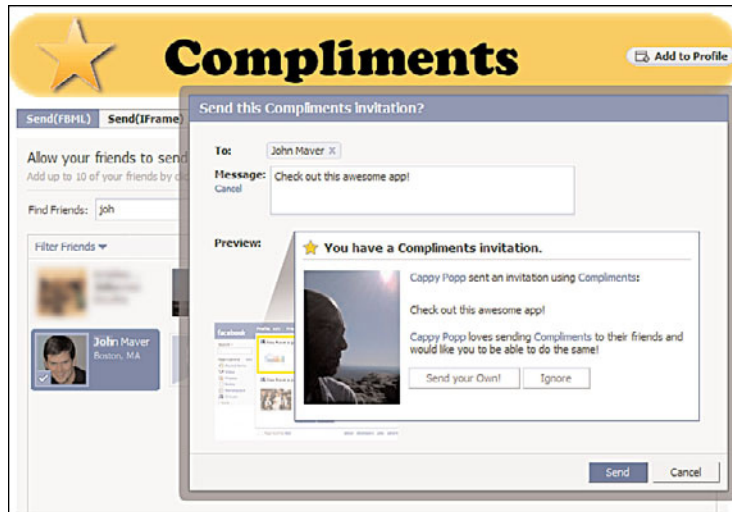 Compliments
Add to Profile
Send(FBML) Send(IFrame)
Send this Compliments invitation?
Allow your friends to send
Add up to 10 of your friends by
Find Friends: joh
Filter Friends
John Maver
Boston, MA
To: John Maver x
Message: Check out this awesome app!
Cancel
Preview:
facebook
You have a Compliments invitation.
Cappy Popp sent an invitation using Compliments:
Check out this awesome app!
Cappy Popp loves sending Compliments to their friends and
would like you to be able to do the same!
Send your Own! Ignore
Send Cancel